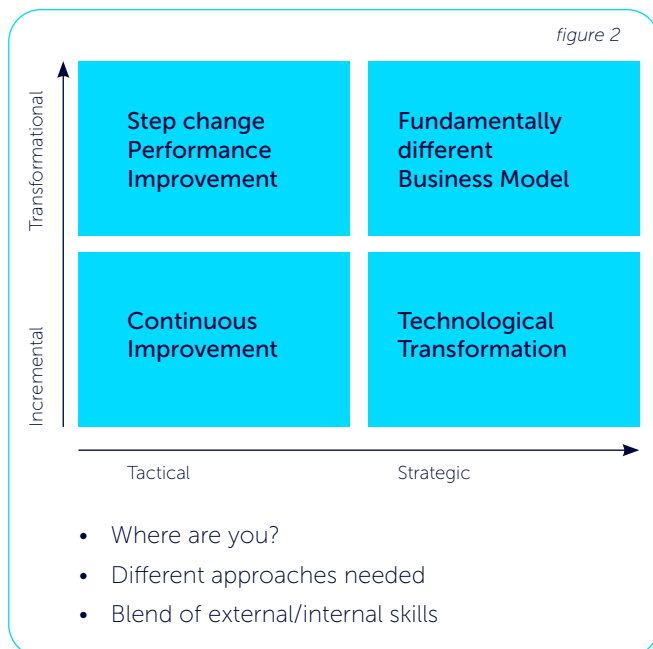 figure 2
Transformational
Step change
Performance
Improvement
Fundamentally
different
Business Model
Incremental
Continuous
Improvement
Technological
Transformation
Tactical
Strategic
• Where are you?
• Different approaches needed
• Blend of external/internal skills